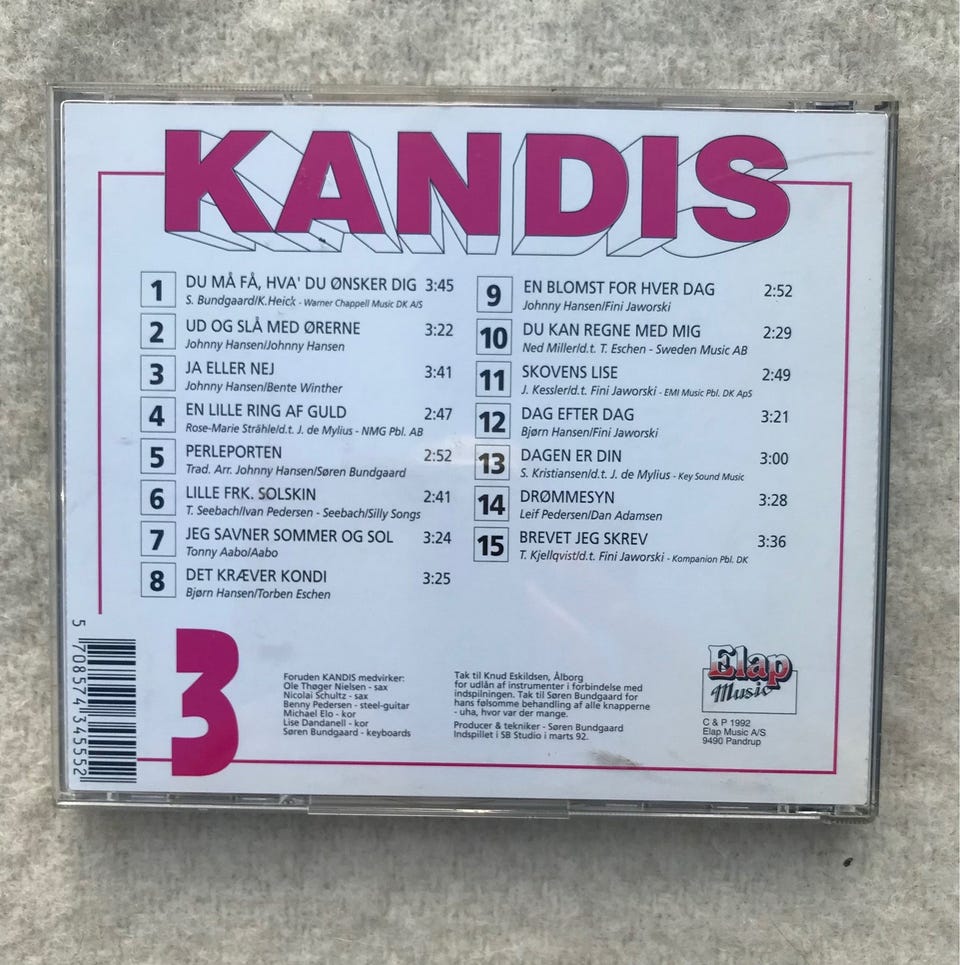 KANDIS
1 DU MÅ FÅ, HVA' DU ØNSKER DIG 3:45
S. Bundgaard/K.Heick - Warner Chappell Music DK A/S
2 UD OG SLÅ MED ØRERNE 3:22
Johnny Hansen/Johnny Hansen
3 JA ELLER NEJ 3:41
Johnny Hansen/Bente Winther
4 EN LILLE RING AF GULD 2:47
Rose-Marie Stråhle/d.t. J. de Mylius - NMG Pbl. AB
5 PERLEPORTEN 2:52
Trad. Arr. Johnny Hansen/Søren Bundgaard
6 LILLE FRK. SOLSKIN 2:41
T. Seebach/Ivan Pedersen - Seebach/Silly Songs
7 JEG SAVNER SOMMER OG SOL 3:24
Tonny Aabo/Aabo
8 DET KRÆVER KONDI 3:25
Bjørn Hansen/Torben Eschen
9 EN BLOMST FOR HVER DAG 2:52
Johnny Hansen/Fini Jaworski
10 DU KAN REGNE MED MIG 2:29
Ned Miller/d.t. T. Eschen - Sweden Music AB
11 SKOVENS LISE 2:49
J. Kessler/d.t. Fini Jaworski - EMI Music Pbl. DK ApS
12 DAG EFTER DAG 3:21
Bjørn Hansen/Fini Jaworski
13 DAGEN ER DIN 3:00
S. Kristiansen/d.t. J. de Mylius - Key Sound Music
14 DRØMMESYN 3:28
Leif Pedersen/Dan Adamsen
15 BREVET JEG SKREV 3:36
T. Kjellqvist/d.t. Fini Jaworski - Kompanion Pbl. DK
5 708574 345552
3
Foruden KANDIS medvirker:
Ole Thøger Nielsen - sax
Nicolai Schultz - sax
Benny Pedersen - steel-guitar
Michael Elo - kor
Lise Dandanell - kor
Søren Bundgaard - keyboards
Tak til Knud Eskildsen, Ålborg
for udlån af instrumenter i forbindelse med
indspilningen. Tak til Søren Bundgaard for
hans følsomme behandling af alle knapperne
- uha, hvor var der mange.
Producer & tekniker - Søren Bundgaard
Indspillet i SB Studio i marts 92.
Elap
Music
C & P 1992
Elap Music A/S
9490 Pandrup